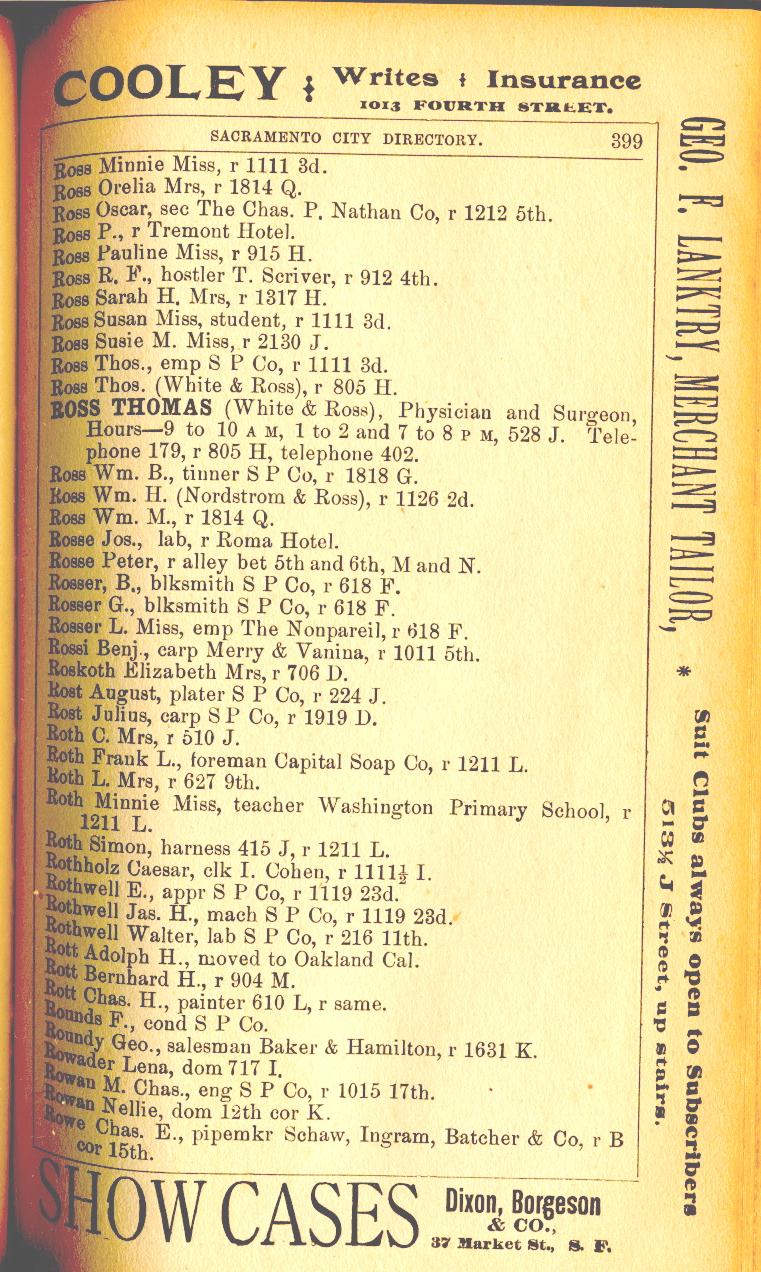 COOLEY : Writes : Insurance
1013 FOURTH STREET.
SACRAMENTO CITY DIRECTORY. 399
Ross Minnie Miss, r 1111 3d.
Ross Orelia Mrs, r 1814 Q.
Ross Oscar, sec The Chas. P. Nathan Co, r 1212 5th.
Ross P., r Tremont Hotel.
Ross Pauline Miss, r 915 H.
Ross R. F., hostler T. Scriver, r 912 4th.
Ross Sarah H. Mrs, r 1317 H.
Ross Susan Miss, student, r 1111 3d.
Ross Susie M. Miss, r 2130 J.
Ross Thos., emp S P Co, r 1111 3d.
Ross Thos. (White & Ross), r 805 H.
ROSS THOMAS (White & Ross), Physician and Surgeon,
Hours—9 to 10 A M, 1 to 2 and 7 to 8 P M, 528 J. Tele-
phone 179, r 805 H, telephone 402.
Ross Wm. B., tinner S P Co, r 1818 G.
Ross Wm. H. (Nordstrom & Ross), r 1126 2d.
Ross Wm. M., r 1814 Q.
Rosse Jos., lab, r Roma Hotel.
Rosse Peter, r alley bet 5th and 6th, M and N.
Rosser, B., blksmith S P Co, r 618 F.
Rosser G., blksmith S P Co, r 618 F.
Rosser L. Miss, emp The Nonpareil, r 618 F.
Rossi Benj., carp Merry & Vanina, r 1011 5th.
Roskoth Elizabeth Mrs, r 706 D.
Rost August, plater S P Co, r 224 J.
Rost Julius, carp S P Co, r 1919 D.
Roth C. Mrs, r 510 J.
Roth Frank L., foreman Capital Soap Co, r 1211 L.
Roth L. Mrs, r 627 9th.
Roth Minnie Miss, teacher Washington Primary School, r
1211 L.
Roth Simon, harness 415 J, r 1211 L.
Rothholz Caesar, clk I. Cohen, r 1111½ I.
Rothwell E., appr S P Co, r 1119 23d.
Rothwell Jas. H., mach S P Co, r 1119 23d.
Rothwell Walter, lab S P Co, r 216 11th.
Rott Adolph H., moved to Oakland Cal.
Rott Bernhard H., r 904 M.
Rott Chas. H., painter 610 L, r same.
Rounds F., cond S P Co.
Roundy Geo., salesman Baker & Hamilton, r 1631 K.
Rowader Lena, dom 717 I.
Rowan M. Chas., eng S P Co, r 1015 17th.
Rowan Nellie, dom 12th cor K.
Rowe Chas. E., pipemkr Schaw, Ingram, Batcher & Co, r B
cor 15th.
SHOW CASES Dixon, Borgeson
& CO.,
37 Market St., S. F.
GEO. F. LANKTRY, MERCHANT TAILOR, * Suit Clubs always open to Subscribers
513½ J Street, up stairs.